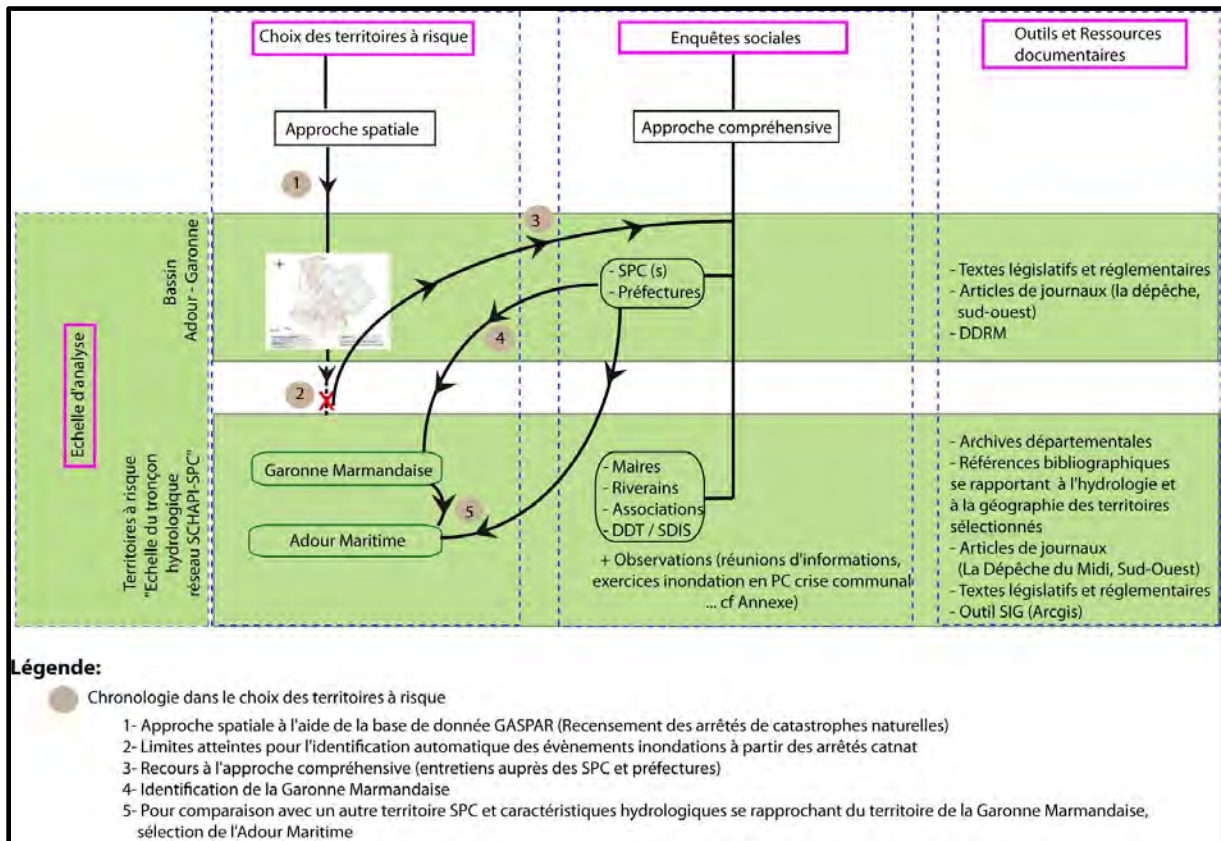 Choix des territoires à risque
Enquêtes sociales
Outils et Ressources
documentaires
Approche spatiale
Approche compréhensive
1
3
Echelle d'analyse
Bassin
Adour - Garonne
- SPC (s)
- Préfectures
- Textes législatifs et réglementaires
- Articles de journaux (la dépêche,
sud-ouest)
- DDRM
4
2
Territoires à risque
"Echelle du tronçon
hydrologique
réseau SCHAPI-SPC"
Garonne Marmandaise
5
Adour Maritime
- Maires
- Riverains
- Associations
- DDT / SDIS
+ Observations (réunions d'informations,
exercices inondation en PC crise communal
... cf Annexe)
- Archives départementales
- Références bibliographiques
se rapportant à l'hydrologie et
à la géographie des territoires
sélectionnés
- Articles de journaux
(La Dépêche du Midi, Sud-Ouest)
- Textes législatifs et réglementaires
- Outil SIG (Arcgis)
Légende:
Chronologie dans le choix des territoires à risque
1- Approche spatiale à l'aide de la base de donnée GASPAR (Recensement des arrêtés de catastrophes naturelles)
2- Limites atteintes pour l'identification automatique des évènements inondations à partir des arrêtés catnat
3- Recours à l'approche compréhensive (entretiens auprès des SPC et préfectures)
4- Identification de la Garonne Marmandaise
5- Pour comparaison avec un autre territoire SPC et caractéristiques hydrologiques se rapprochant du territoire de la Garonne Marmandaise,
sélection de l'Adour Maritime